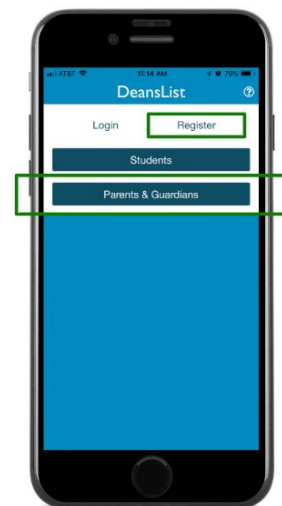 AT&T 11:14 AM 79%
DeansList
Login Register
Students
Parents & Guardians